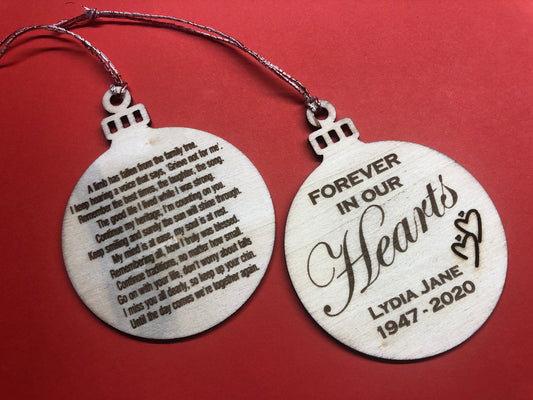 A limb has fallen from the family tree.
I keep hearing a voice that says, 'Grieve not for me'.
Remember the best times, the laughter, the song.
The good life I lived while I was strong.
Continue my heritage, I'm counting on you.
Keep smiling and surely the sun will shine through.
My mind is at ease, my soul is at rest.
Remembering all, how I truly was blessed.
Continue traditions, no matter how small.
Go on with your life, don't worry about falls
I miss you all dearly, so keep up your chin.
Until the day comes we're together again.
FOREVER
IN OUR
Hearts
LYDIA JANE
1947 - 2020